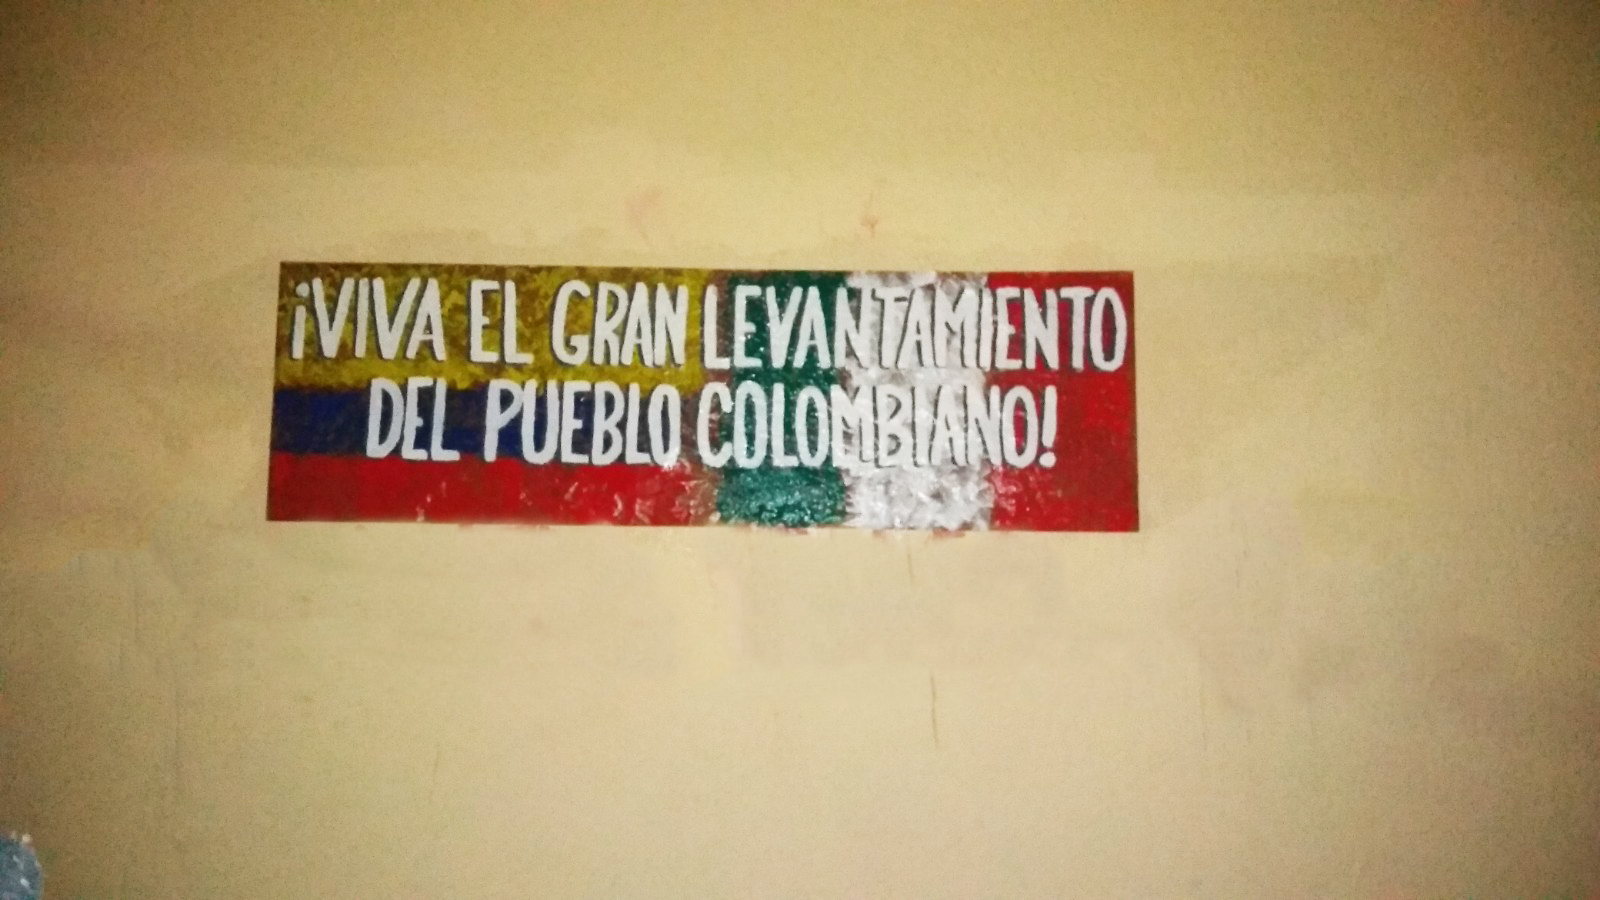 ¡VIVA EL GRAN LEVANTAMIENTO
DEL PUEBLO COLOMBIANO!